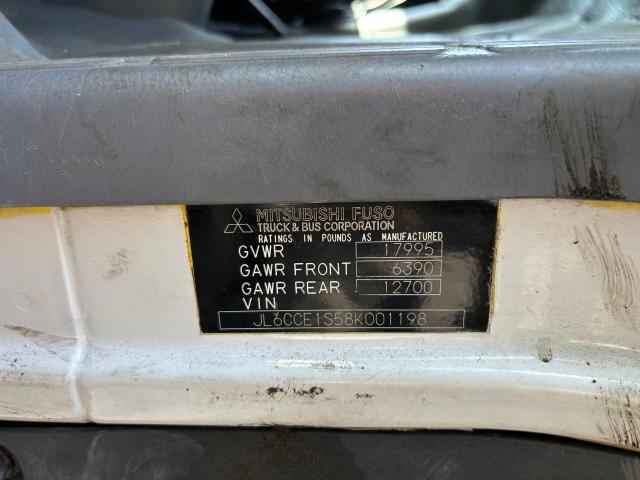 MITSUBISHI FUSO
TRUCK & BUS CORPORATION
RATINGS IN POUNDS AS MANUFACTURED
GVWR 17995
GAWR FRONT 6390
GAWR REAR 12700
VIN
JL6CCE1S58K001198